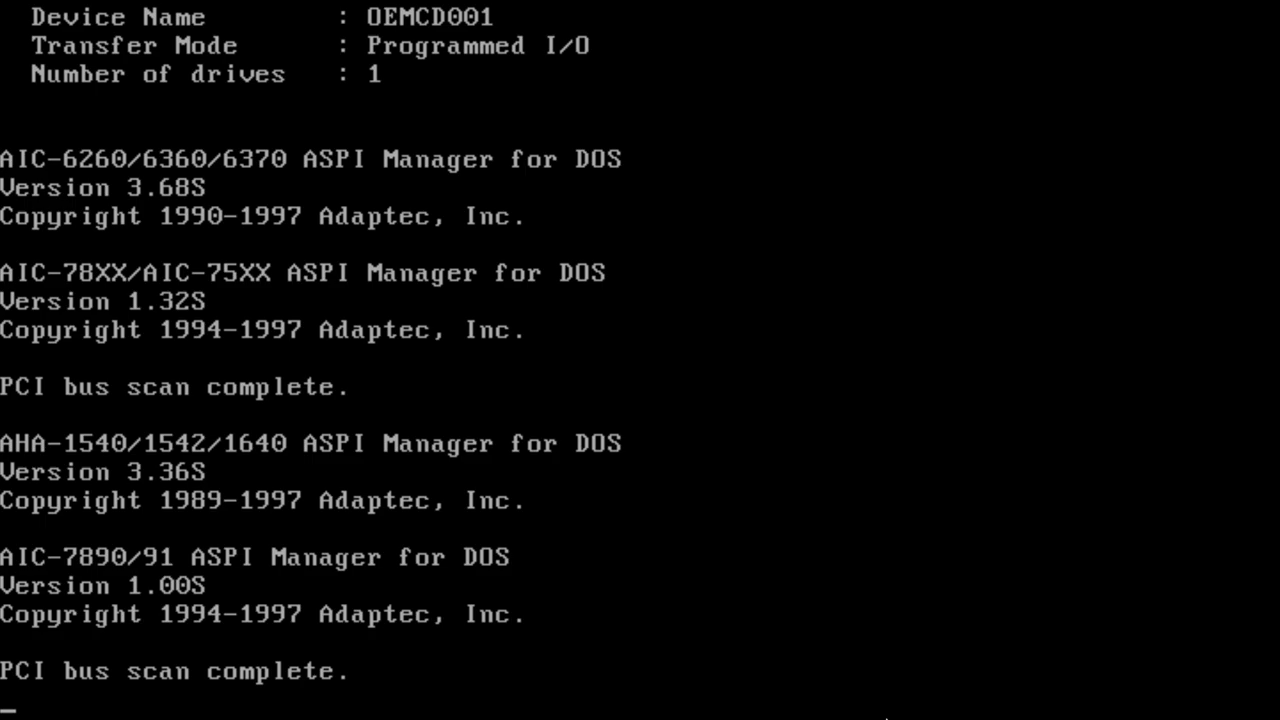 Device Name : OEMCD001
Transfer Mode : Programmed I/O
Number of drives : 1
AIC-6260/6360/6370 ASPI Manager for DOS
Version 3.68S
Copyright 1990-1997 Adaptec, Inc.
AIC-78XX/AIC-75XX ASPI Manager for DOS
Version 1.32S
Copyright 1994-1997 Adaptec, Inc.
PCI bus scan complete.
AHA-1540/1542/1640 ASPI Manager for DOS
Version 3.36S
Copyright 1989-1997 Adaptec, Inc.
AIC-7890/91 ASPI Manager for DOS
Version 1.00S
Copyright 1994-1997 Adaptec, Inc.
PCI bus scan complete.